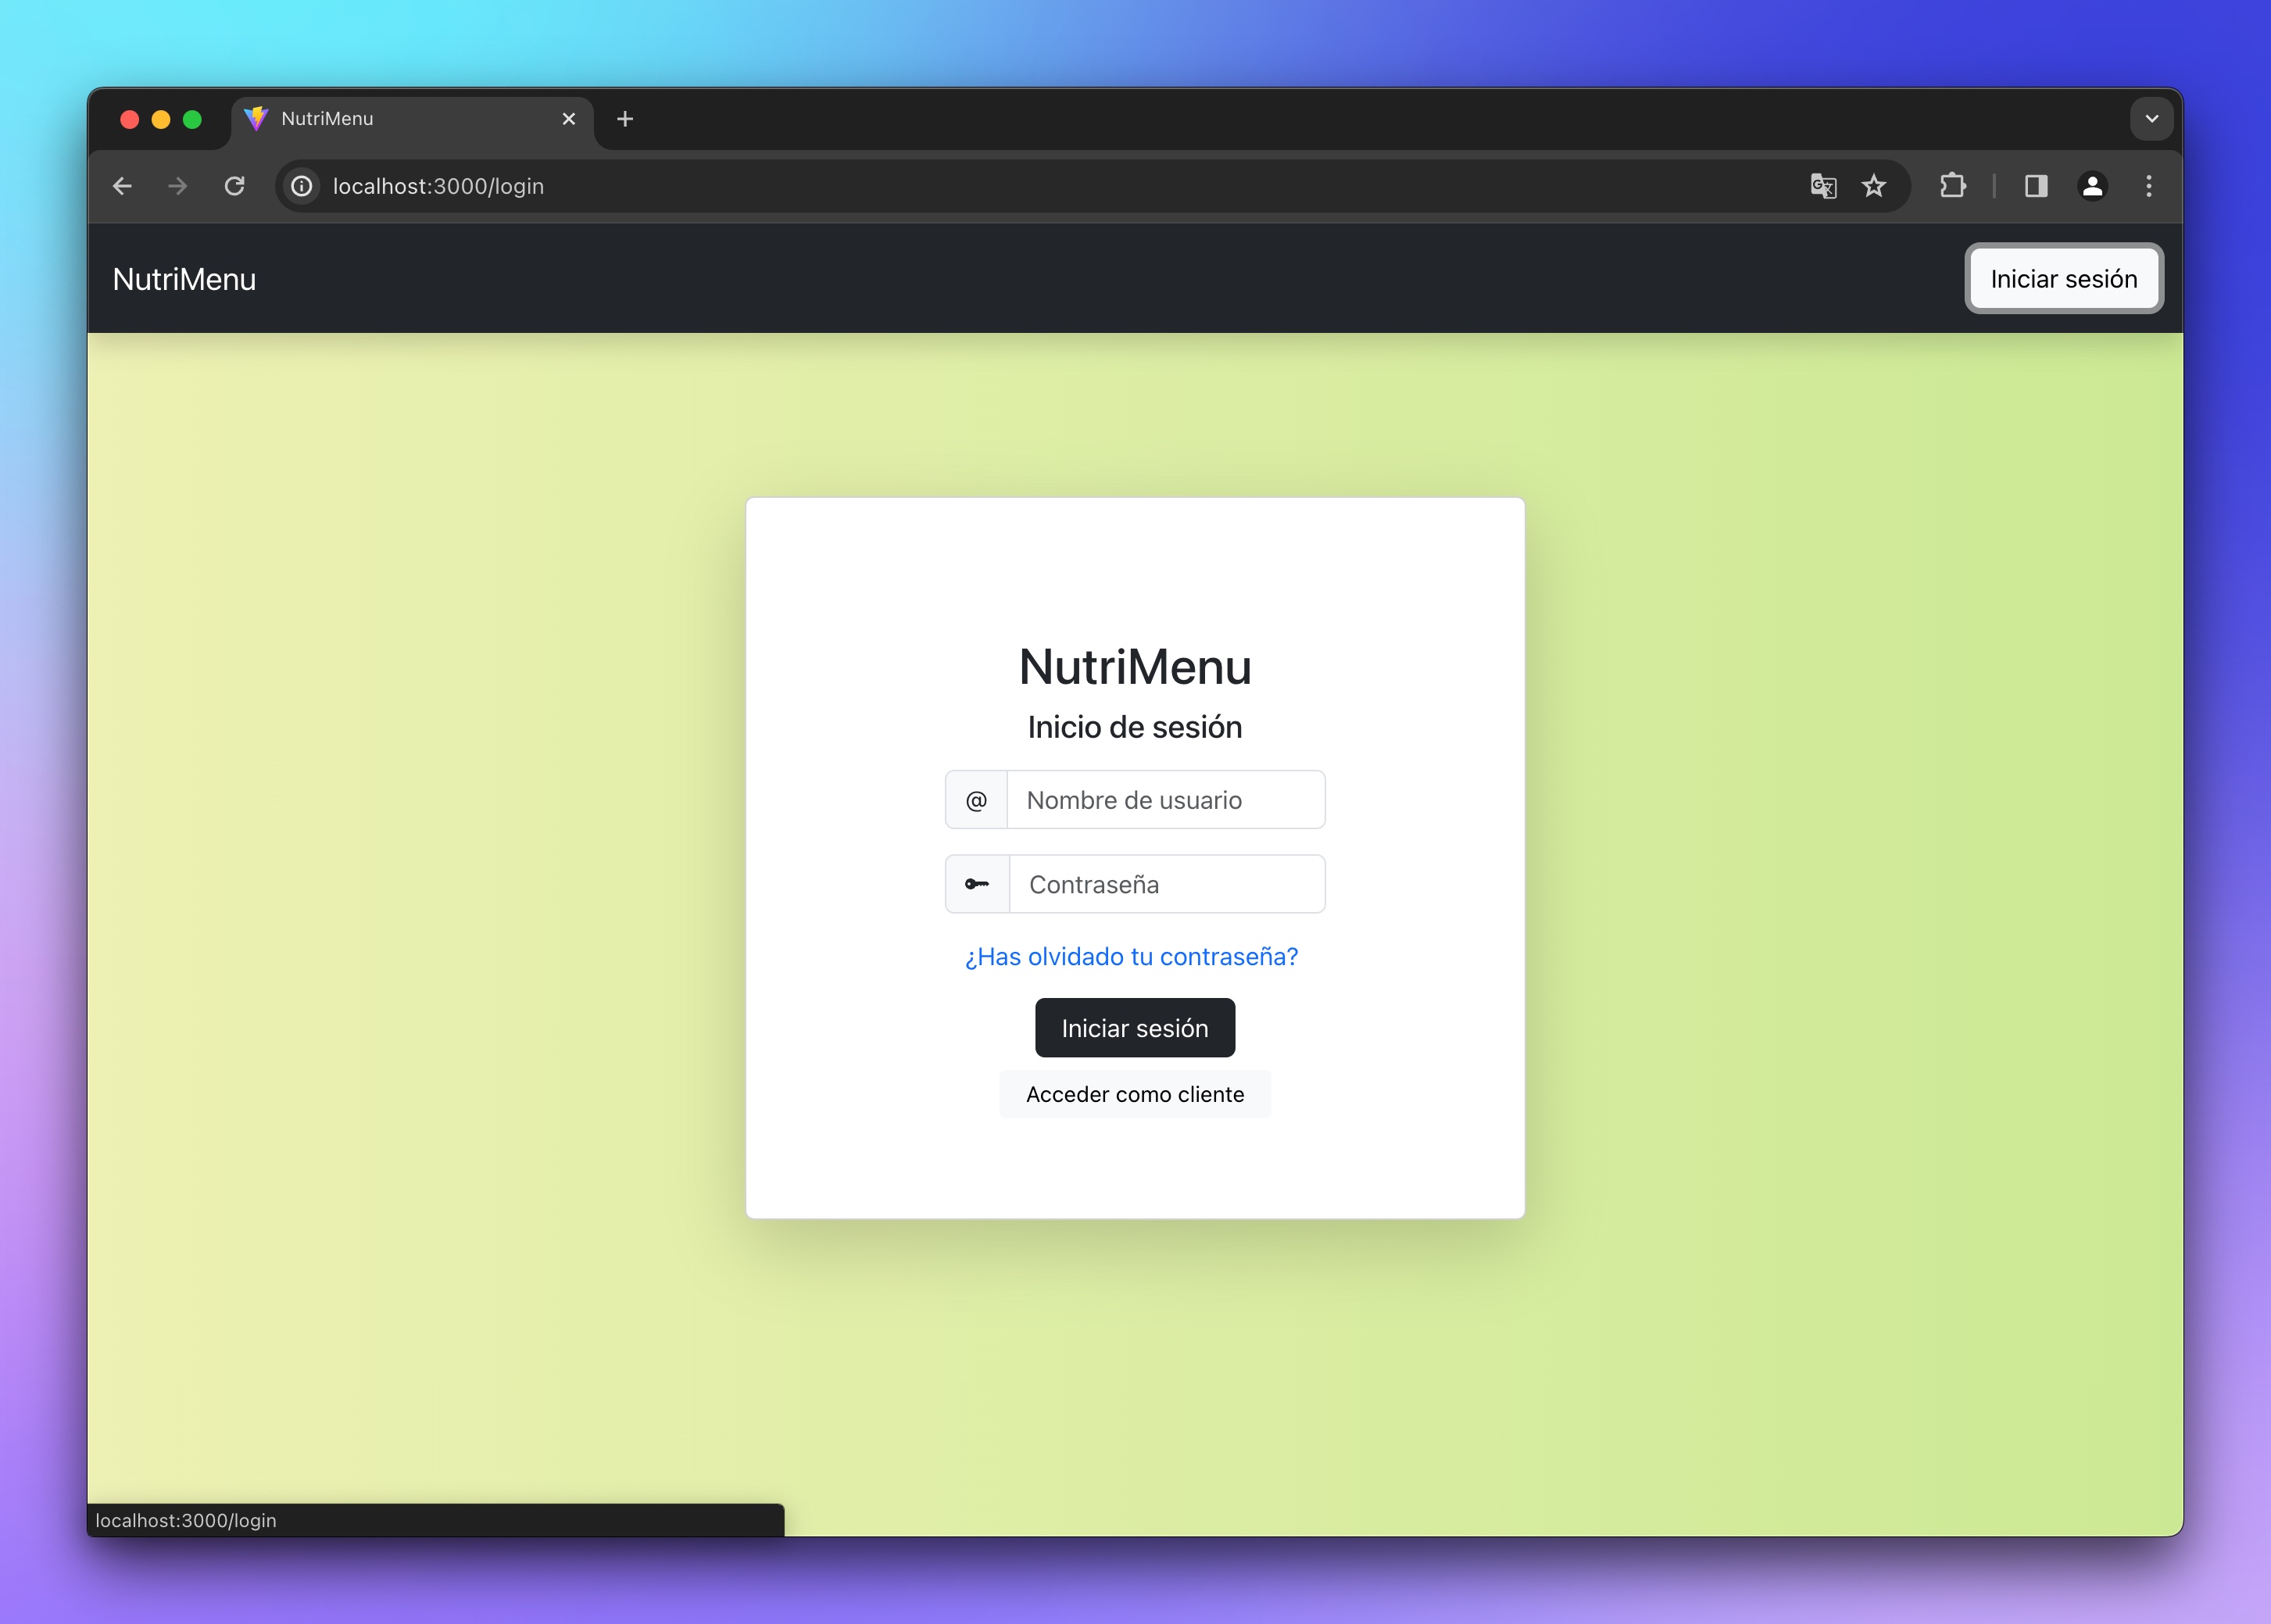 NutriMenu
localhost:3000/login
NutriMenu
Iniciar sesión
NutriMenu
Inicio de sesión
@ Nombre de usuario
Contraseña
¿Has olvidado tu contraseña?
Iniciar sesión
Acceder como cliente
localhost:3000/login